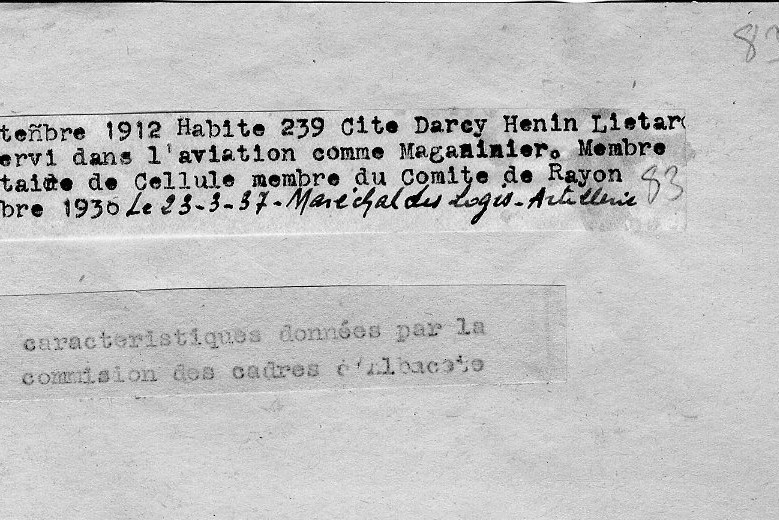 83
teñbre 1912 Habite 239 Cite Darcy Henin Lietar
ervi dans l'aviation comme Maganinier. Membre
taire de Cellule membre du Comite de Rayon 83
bre 1936 Le 23-3-37-Maréchal des Logis-Artillerie
caracteristiques données par la
commision des cadres d'Albacete